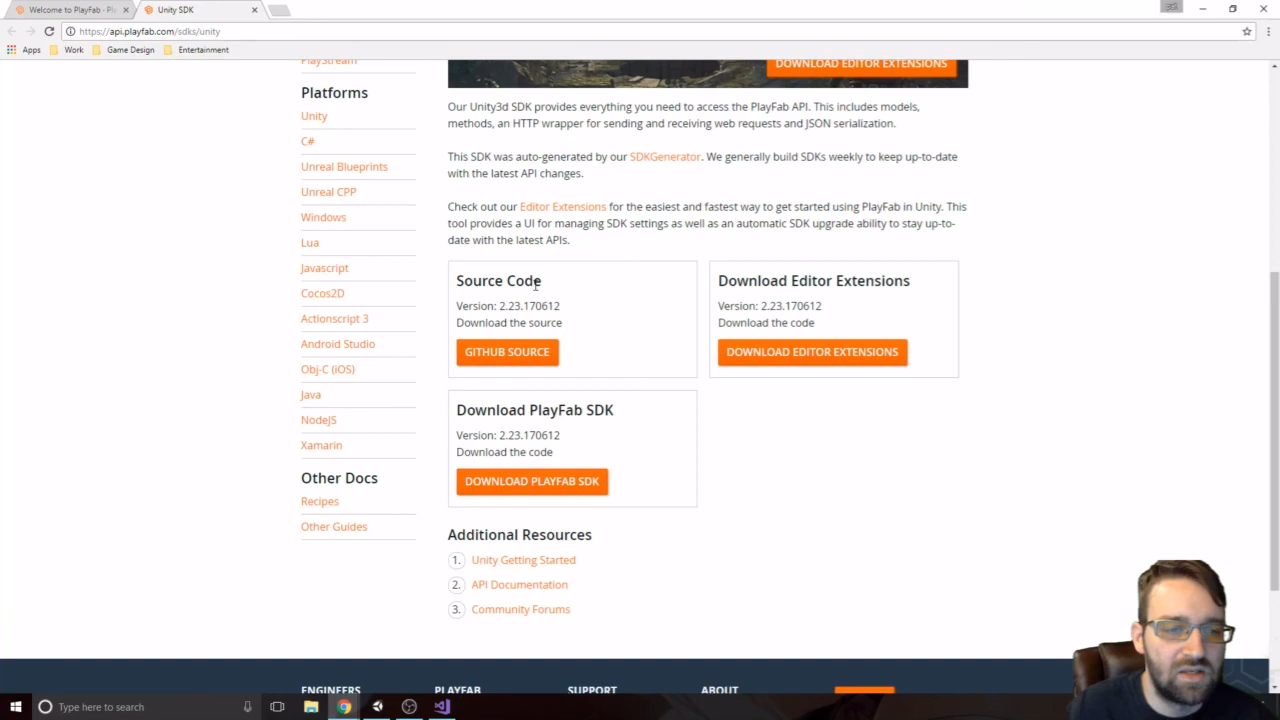 Welcome to PlayFab - Pl
Unity SDK
https://api.playfab.com/sdks/unity
Apps
Work
Game Design
Entertainment
PlayStream
Platforms
Unity
C#
Unreal Blueprints
Unreal CPP
Windows
Lua
Javascript
Cocos2D
Actionscript 3
Android Studio
Obj-C (iOS)
Java
NodeJS
Xamarin
Other Docs
Recipes
Other Guides
DOWNLOAD EDITOR EXTENSIONS
Our Unity3d SDK provides everything you need to access the PlayFab API. This includes models,
methods, an HTTP wrapper for sending and receiving web requests and JSON serialization.
This SDK was auto-generated by our SDKGenerator. We generally build SDKs weekly to keep up-to-date
with the latest API changes.
Check out our Editor Extensions for the easiest and fastest way to get started using PlayFab in Unity. This
tool provides a UI for managing SDK settings as well as an automatic SDK upgrade ability to stay up-to-
date with the latest APIs.
Source Code
Version: 2.23.170612
Download the source
GITHUB SOURCE
Download Editor Extensions
Version: 2.23.170612
Download the code
DOWNLOAD EDITOR EXTENSIONS
Download PlayFab SDK
Version: 2.23.170612
Download the code
DOWNLOAD PLAYFAB SDK
Additional Resources
1. Unity Getting Started
2. API Documentation
3. Community Forums
ENGINEERS
PLAYFAB
SUPPORT
ABOUT
Type here to search